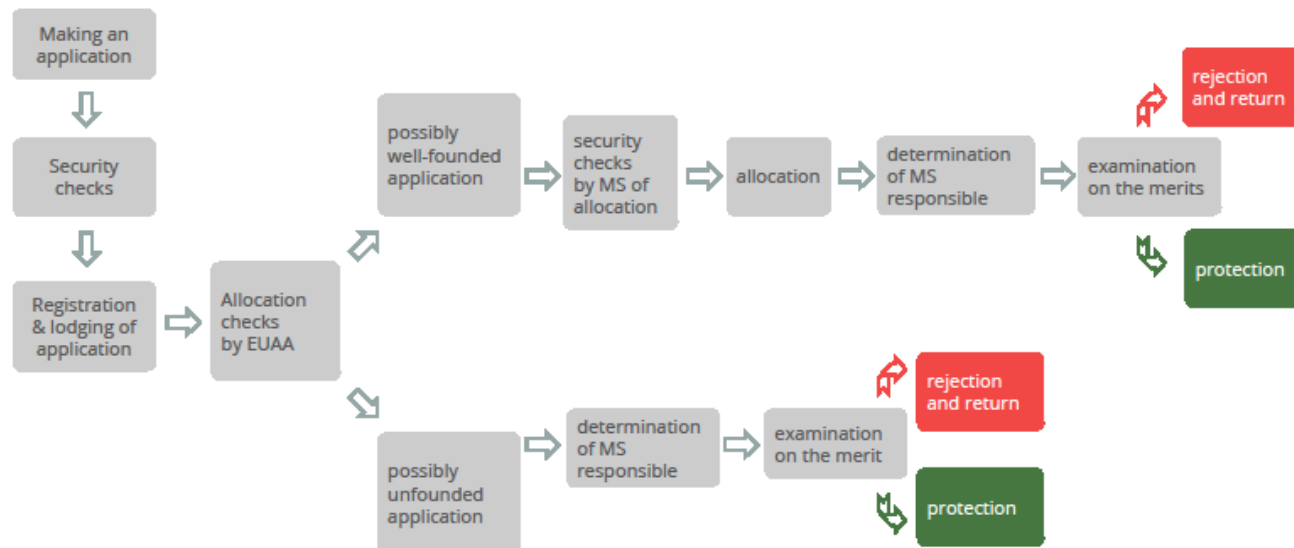 Making an
application
Security
checks
Registration
& lodging of
application
Allocation
checks
by EUAA
possibly
well-founded
application
security
checks
by MS of
allocation
allocation
determination
of MS
responsible
examination
on the merits
rejection
and return
protection
possibly
unfounded
application
determination
of MS
responsible
examination
on the merit
rejection
and return
protection